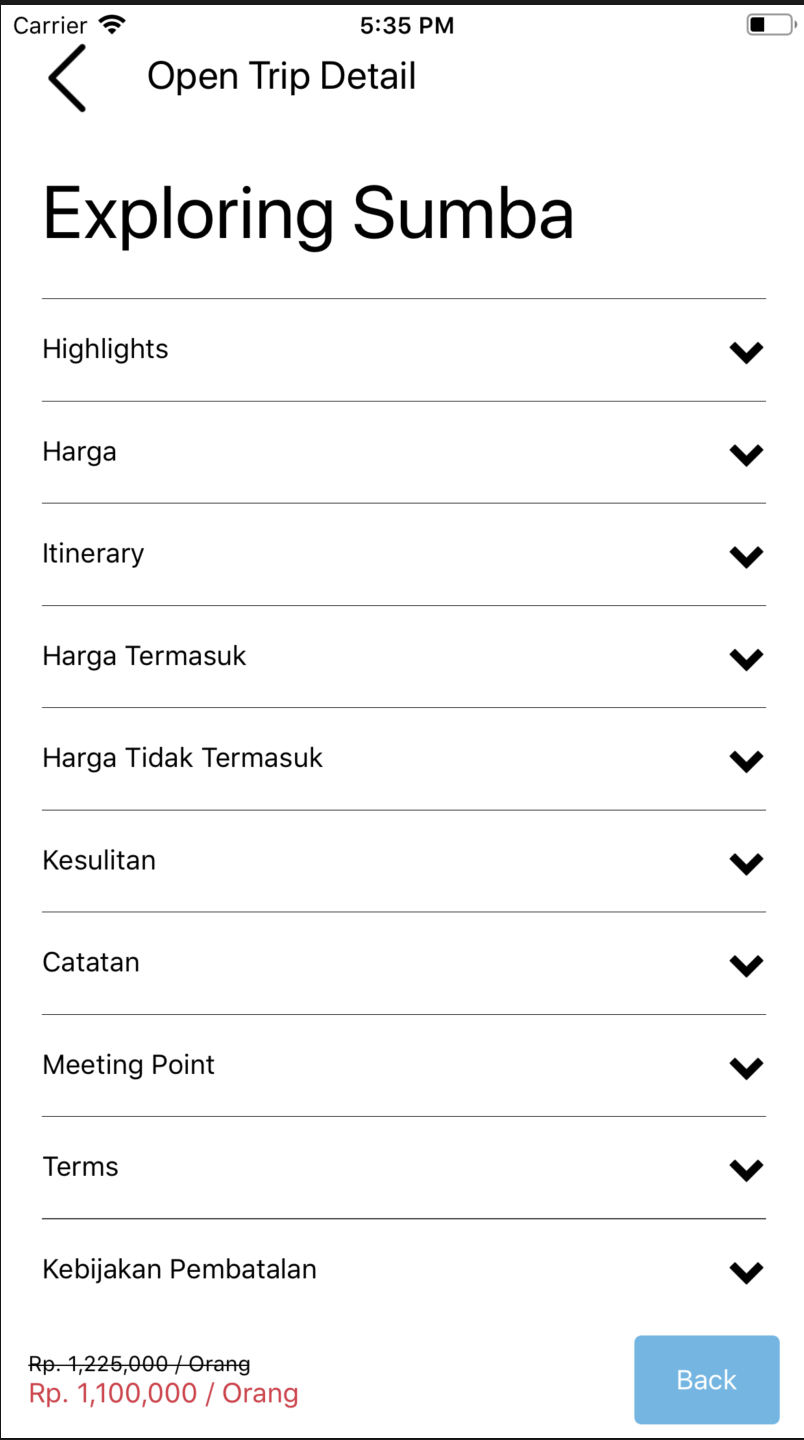 Carrier 5:35 PM
Open Trip Detail
Exploring Sumba
Highlights
Harga
Itinerary
Harga Termasuk
Harga Tidak Termasuk
Kesulitan
Catatan
Meeting Point
Terms
Kebijakan Pembatalan
Rp. 1,225,000 / Orang
Rp. 1,100,000 / Orang
Back